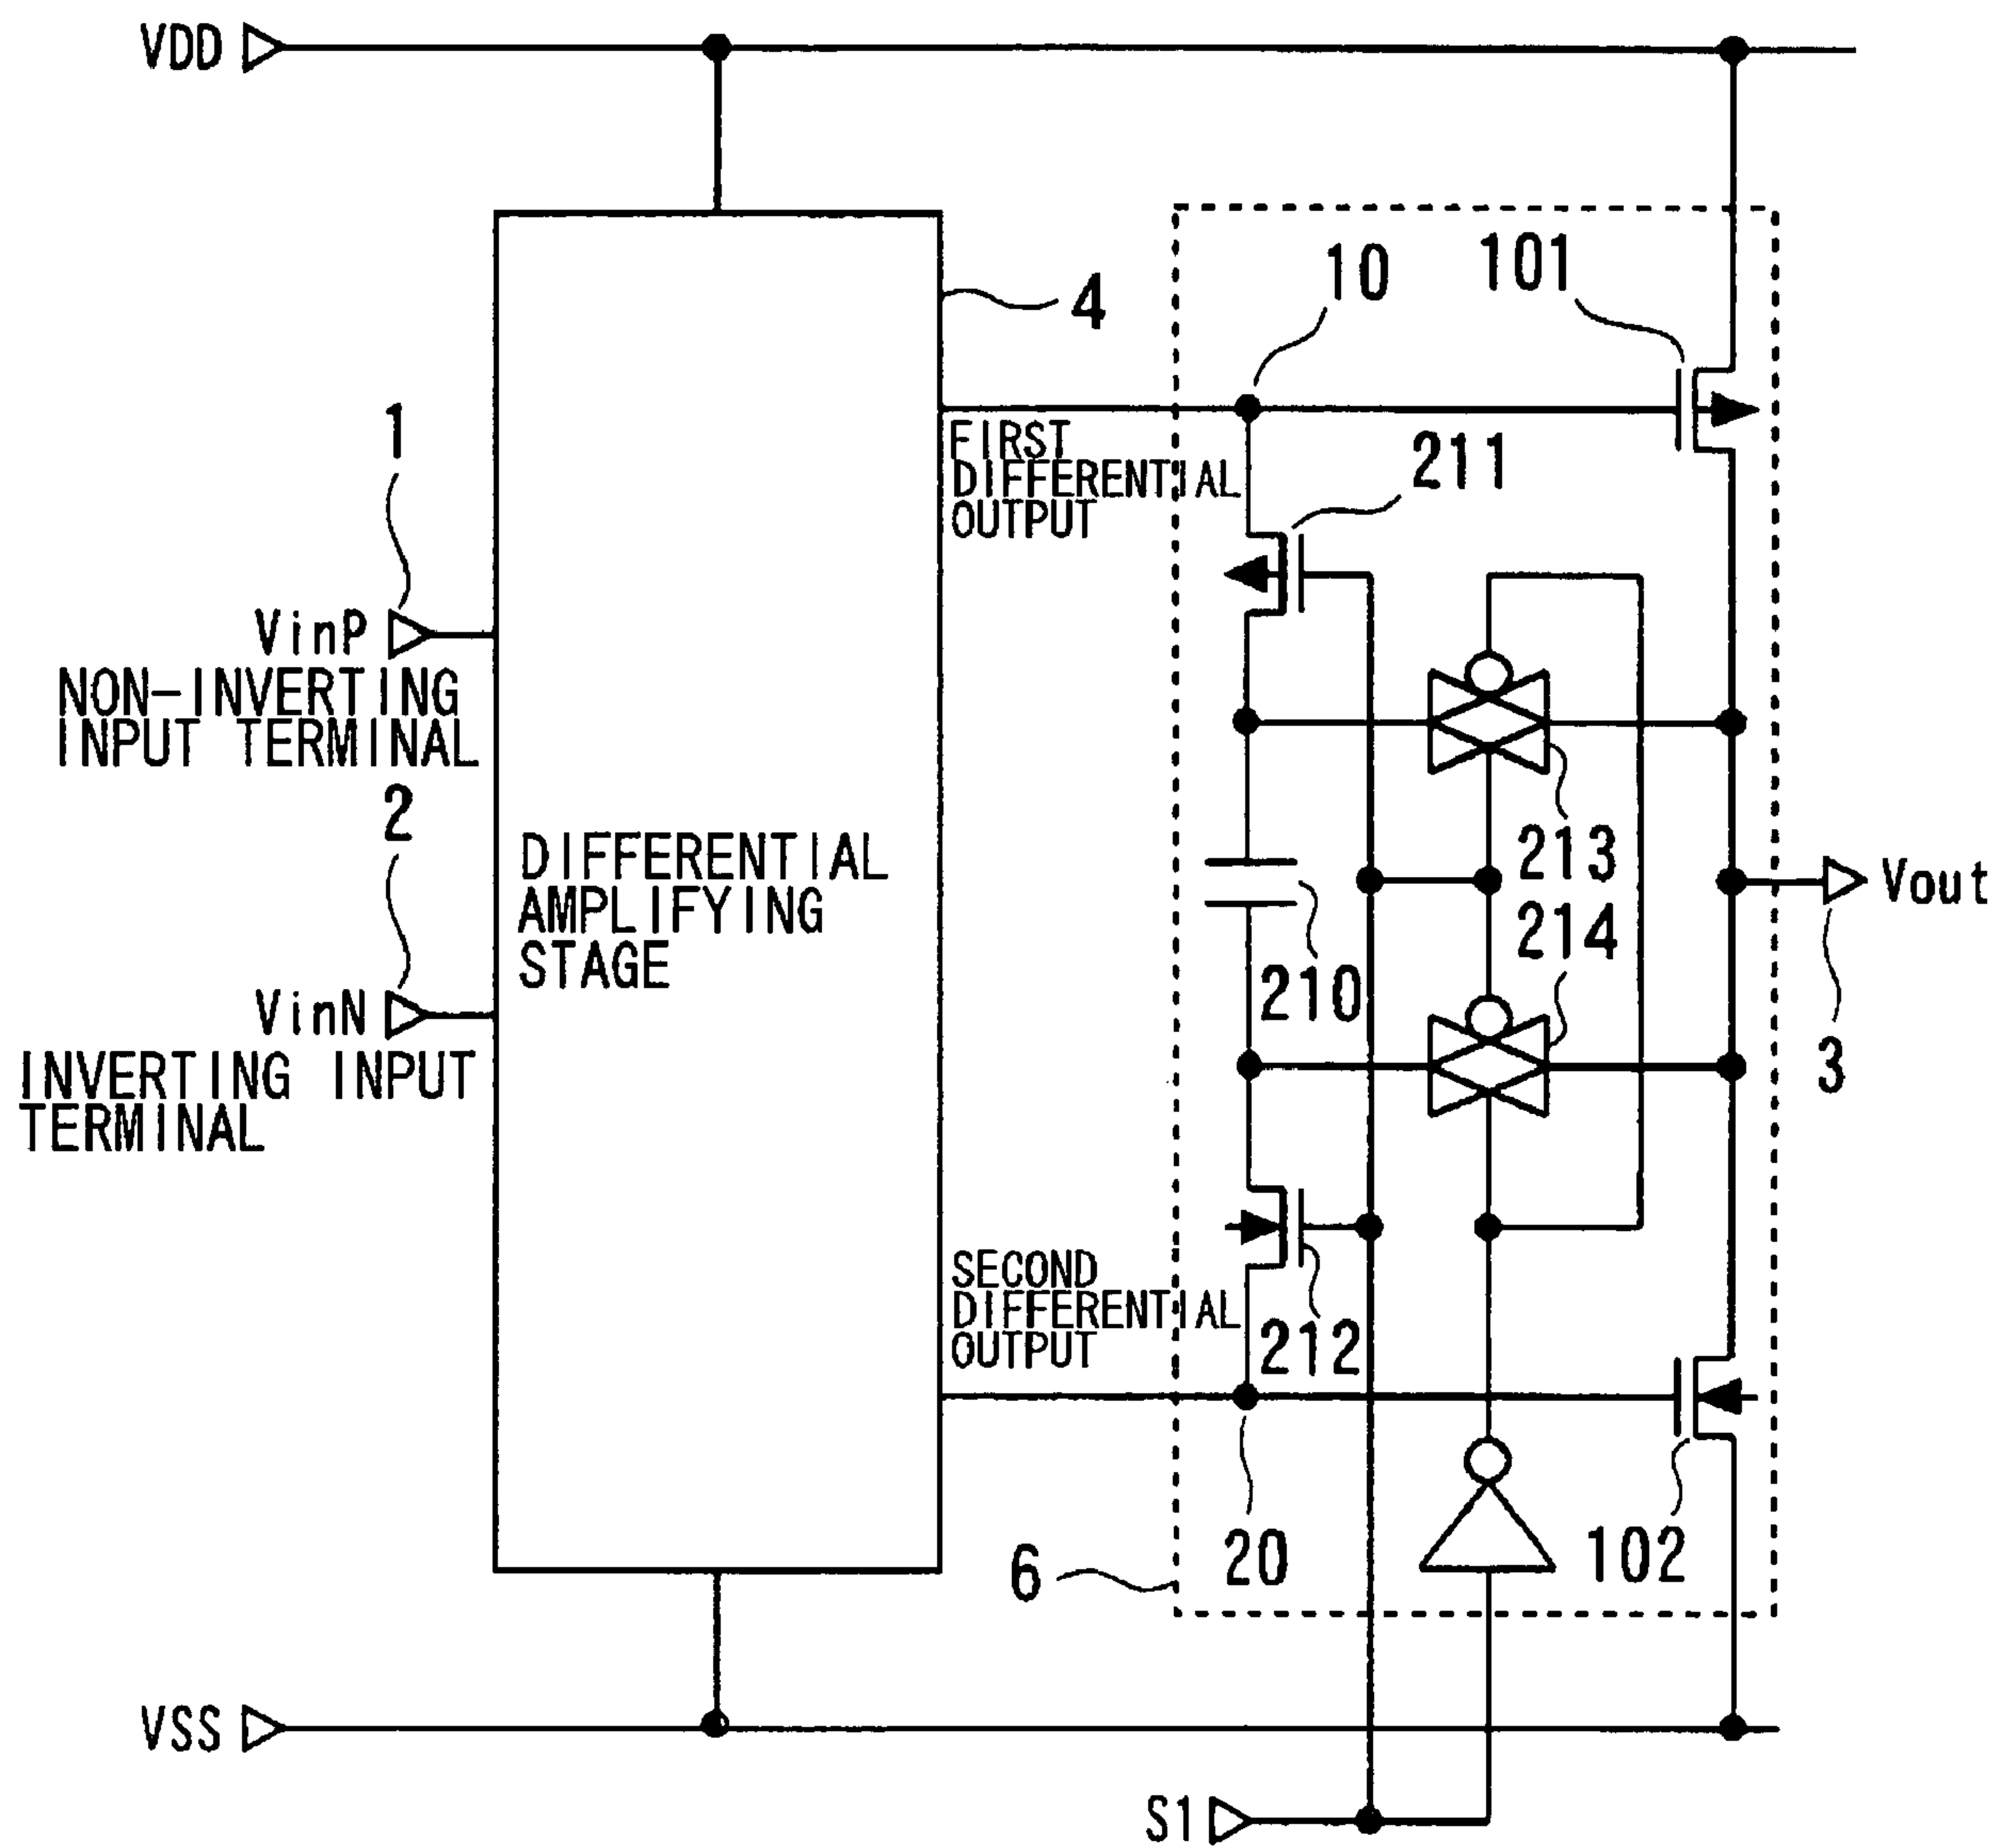 VDD
10
101
4
1
FIRST
DIFFERENTIAL
OUTPUT
211
VinP
NON-INVERTING
INPUT TERMINAL
2
213
DIFFERENTIAL
AMPLIFYING
STAGE
Vout
214
210
VinN
INVERTING INPUT
TERMINAL
3
SECOND
DIFFERENTIAL
OUTPUT
212
20
102
6
VSS
S1